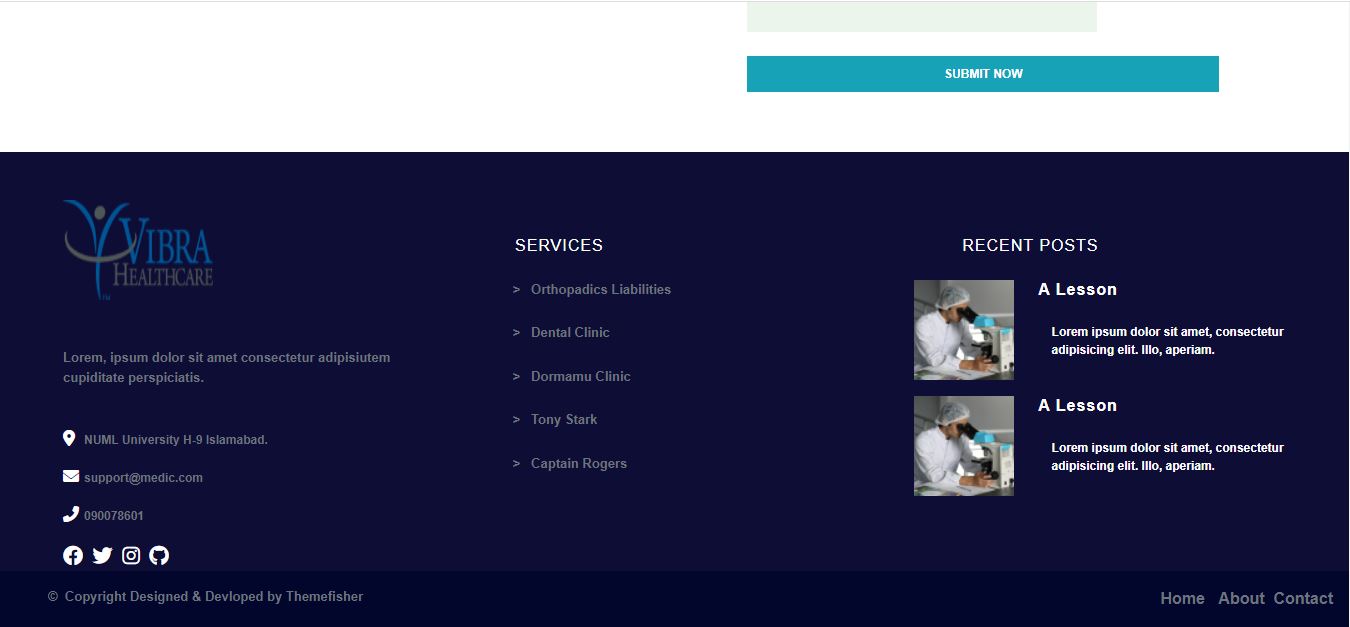 SUBMIT NOW
VIBRA
HEALTHCARE
TM
Lorem, ipsum dolor sit amet consectetur adipisiutem
cupiditate perspiciatis.
NUML University H-9 Islamabad.
support@medic.com
090078601
SERVICES
> Orthopadics Liabilities
> Dental Clinic
> Dormamu Clinic
> Tony Stark
> Captain Rogers
RECENT POSTS
A Lesson
Lorem ipsum dolor sit amet, consectetur
adipisicing elit. Illo, aperiam.
A Lesson
Lorem ipsum dolor sit amet, consectetur
adipisicing elit. Illo, aperiam.
© Copyright Designed & Devloped by Themefisher
Home About Contact